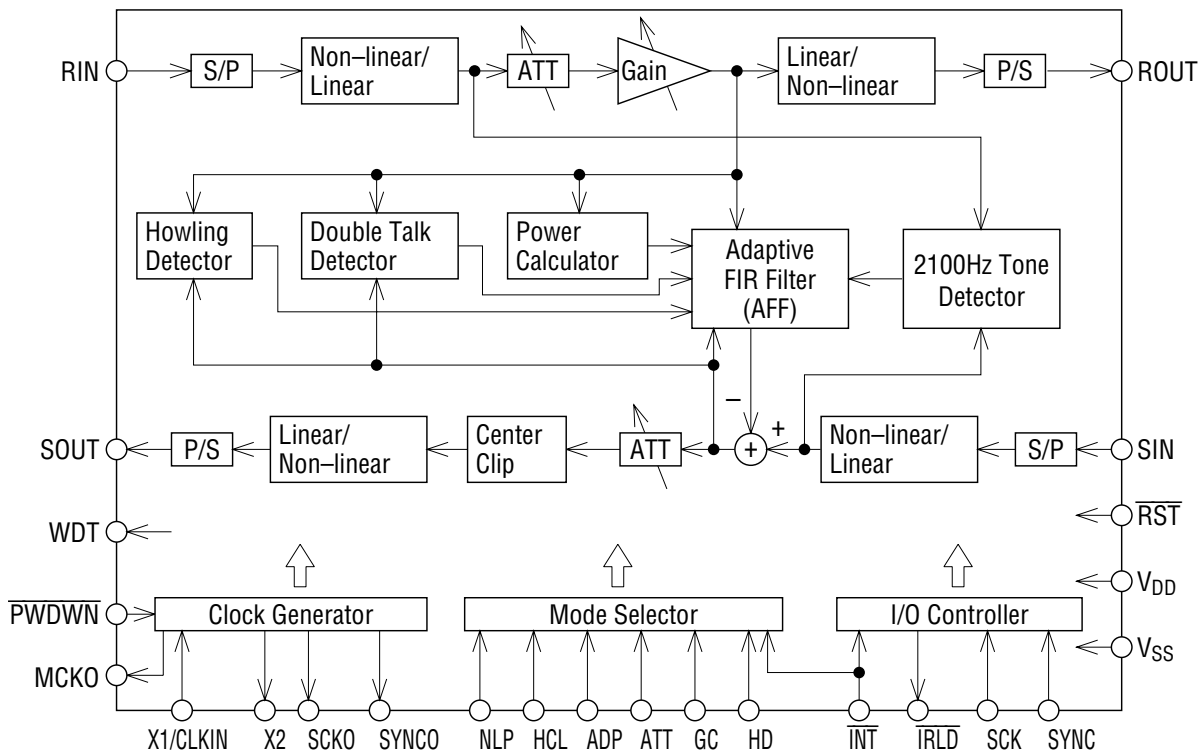 RIN
S/P
Non–linear/
Linear
ATT
Gain
Linear/
Non–linear
P/S
ROUT
Howling
Detector
Double Talk
Detector
Power
Calculator
Adaptive
FIR Filter
(AFF)
2100Hz Tone
Detector
–
+
SOUT
P/S
Linear/
Non–linear
Center
Clip
ATT
+
Non–linear/
Linear
S/P
SIN
WDT
RST
VDD
PWDWN
Clock Generator
Mode Selector
I/O Controller
MCKO
VSS
X1/CLKIN
X2
SCKO
SYNCO
NLP
HCL
ADP
ATT
GC
HD
INT
IRLD
SCK
SYNC